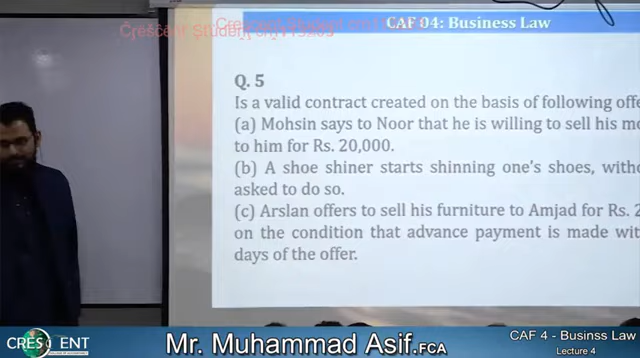 CAF 04: Business Law
Q. 5
Is a valid contract created on the basis of following offe
(a) Mohsin says to Noor that he is willing to sell his mo
to him for Rs. 20,000.
(b) A shoe shiner starts shinning one's shoes, witho
asked to do so.
(c) Arslan offers to sell his furniture to Amjad for Rs. 2
on the condition that advance payment is made wit
days of the offer.
CRESCENT
Mr. Muhammad Asif.FCA
CAF 4 - Businss Law
Lecture 4